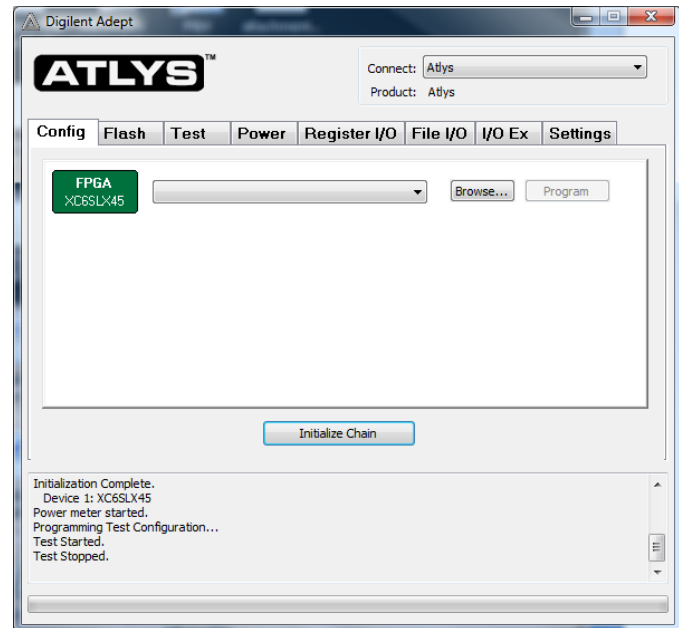 Digilent Adept
ATLYS™
Connect: Atlys
Product: Atlys
Config Flash Test Power Register I/O File I/O I/O Ex Settings
FPGA
XC6SLX45
Browse... Program
Initialize Chain
Initialization Complete.
Device 1: XC6SLX45
Power meter started.
Programming Test Configuration...
Test Started.
Test Stopped.